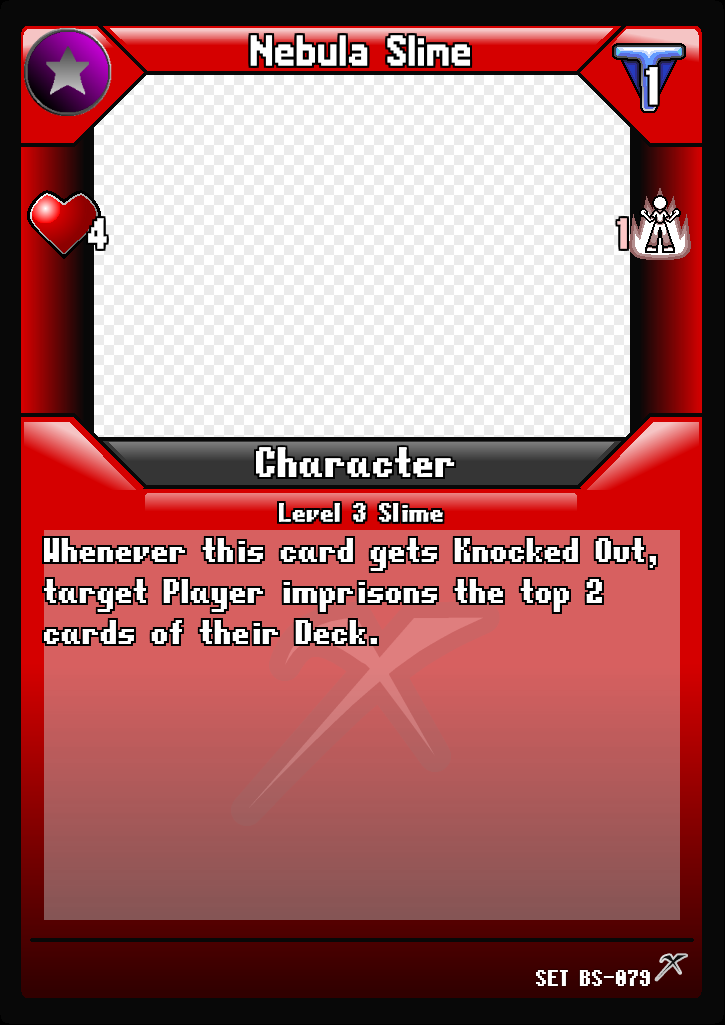 Nebula Slime
1
4
1
Character
Level 3 Slime
Whenever this card gets Knocked Out,
target Player imprisons the top 2
cards of their Deck.
SET BS-079